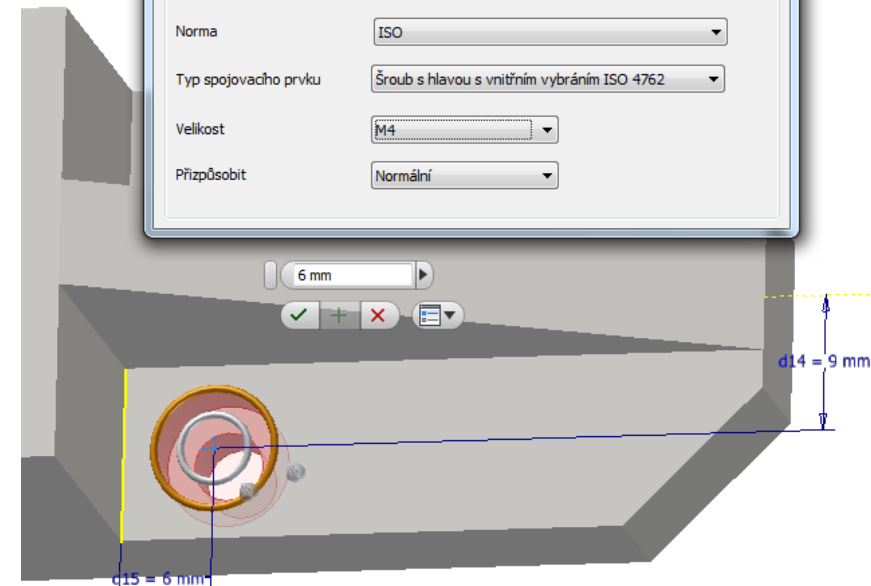 Norma
ISO
Typ spojovacího prvku
Šroub s hlavou s vnitřním vybráním ISO 4762
Velikost
M4
Přizpůsobit
Normální
6 mm
d14 = 9 mm
d15 = 6 mm